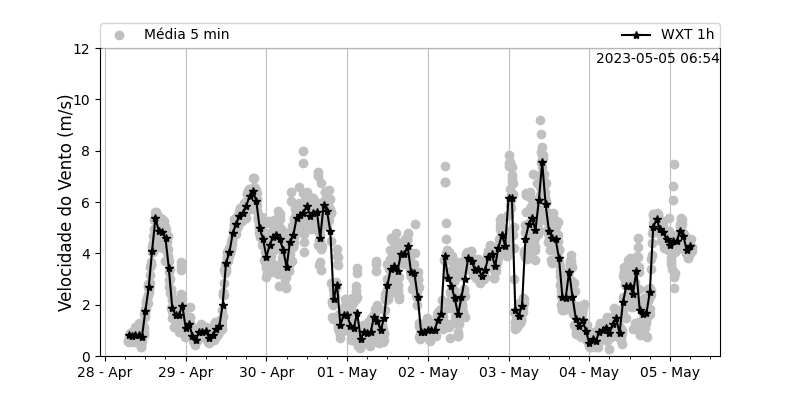 Média 5 min
WXT 1h
2023-05-05 06:54
Velocidade do Vento (m/s)
12
10
8
6
4
2
0
28 - Apr 29 - Apr 30 - Apr 01 - May 02 - May 03 - May 04 - May 05 - May